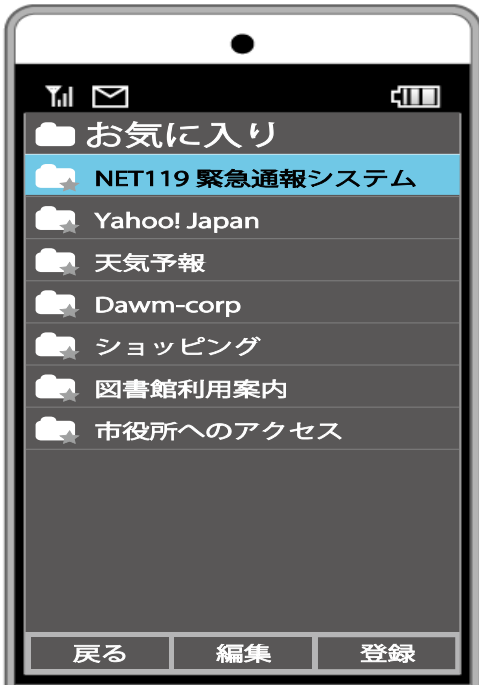 お気に入り
NET119 緊急通報システム
Yahoo! Japan
天気予報
Dawm-corp
ショッピング
図書館利用案内
市役所へのアクセス
戻る 編集 登録